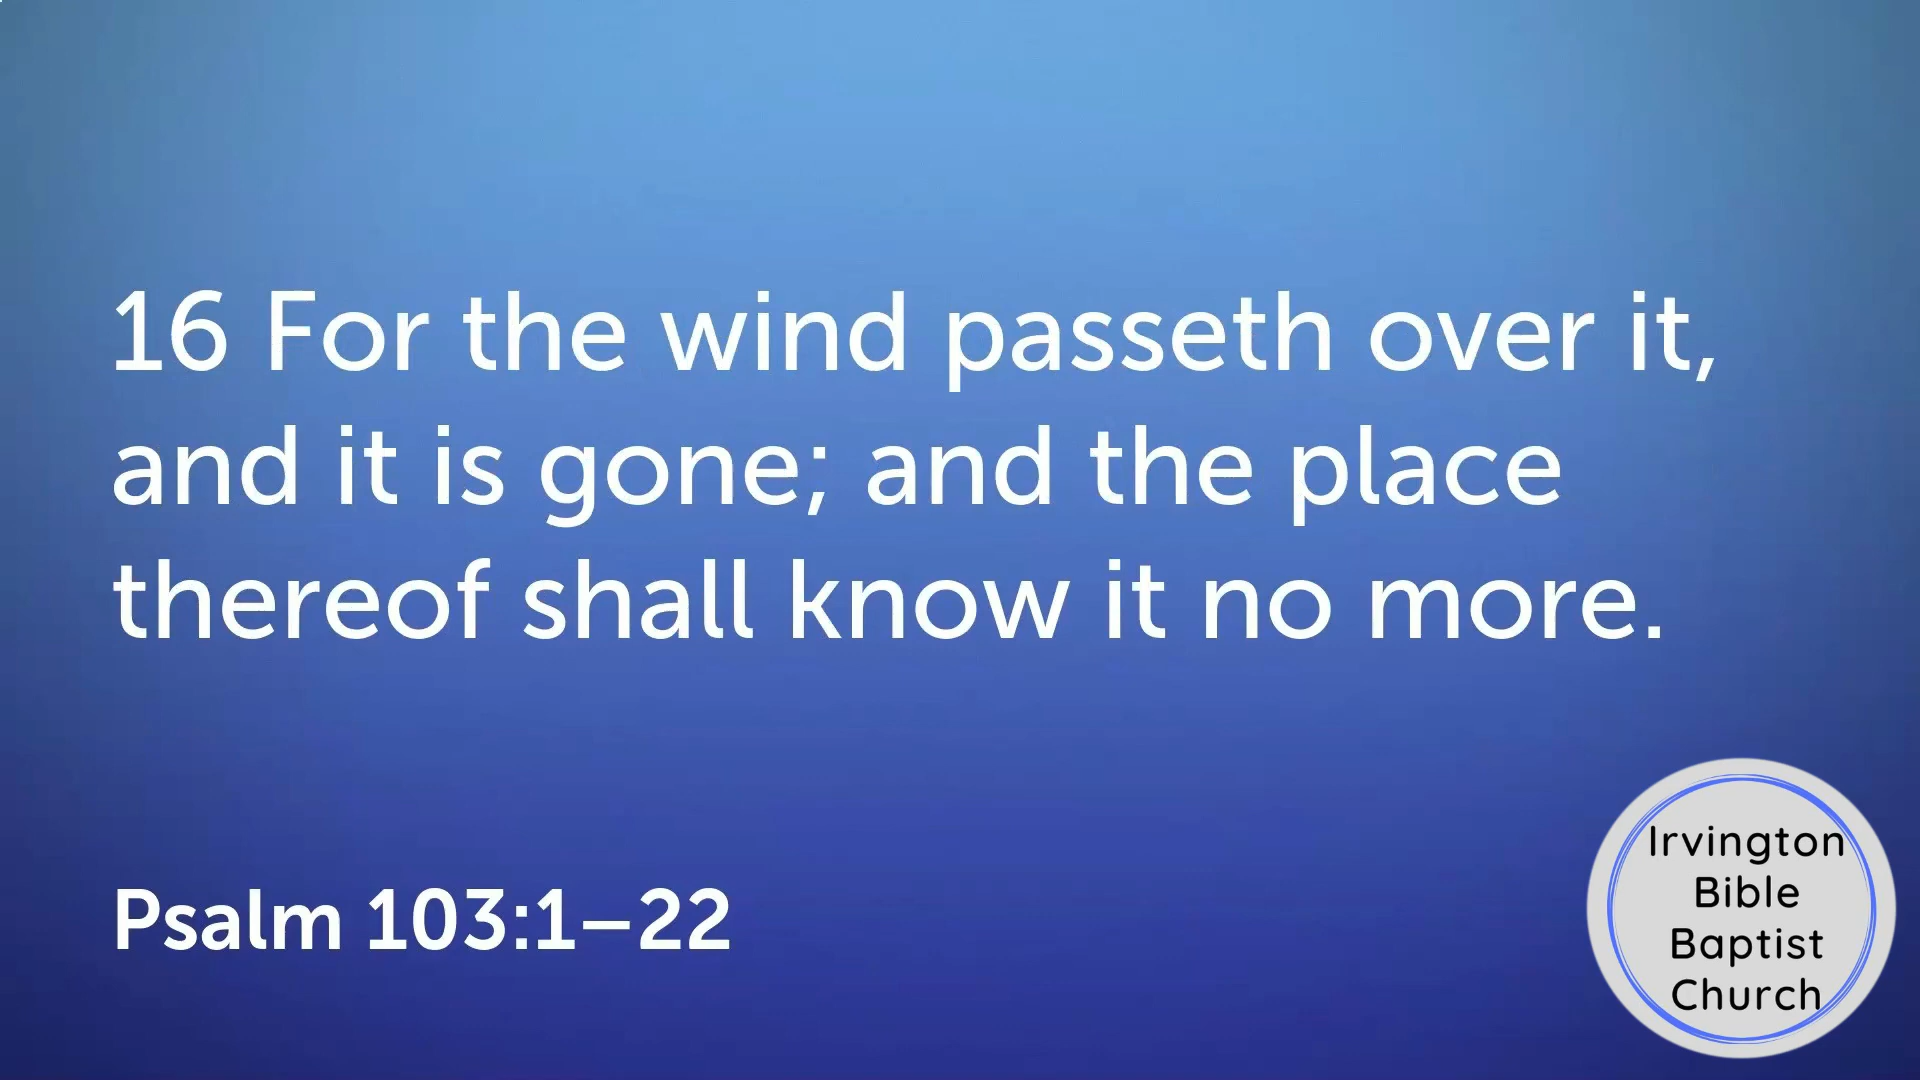 16 For the wind passeth over it,
and it is gone; and the place
thereof shall know it no more.
Psalm 103:1–22
Irvington
Bible
Baptist
Church